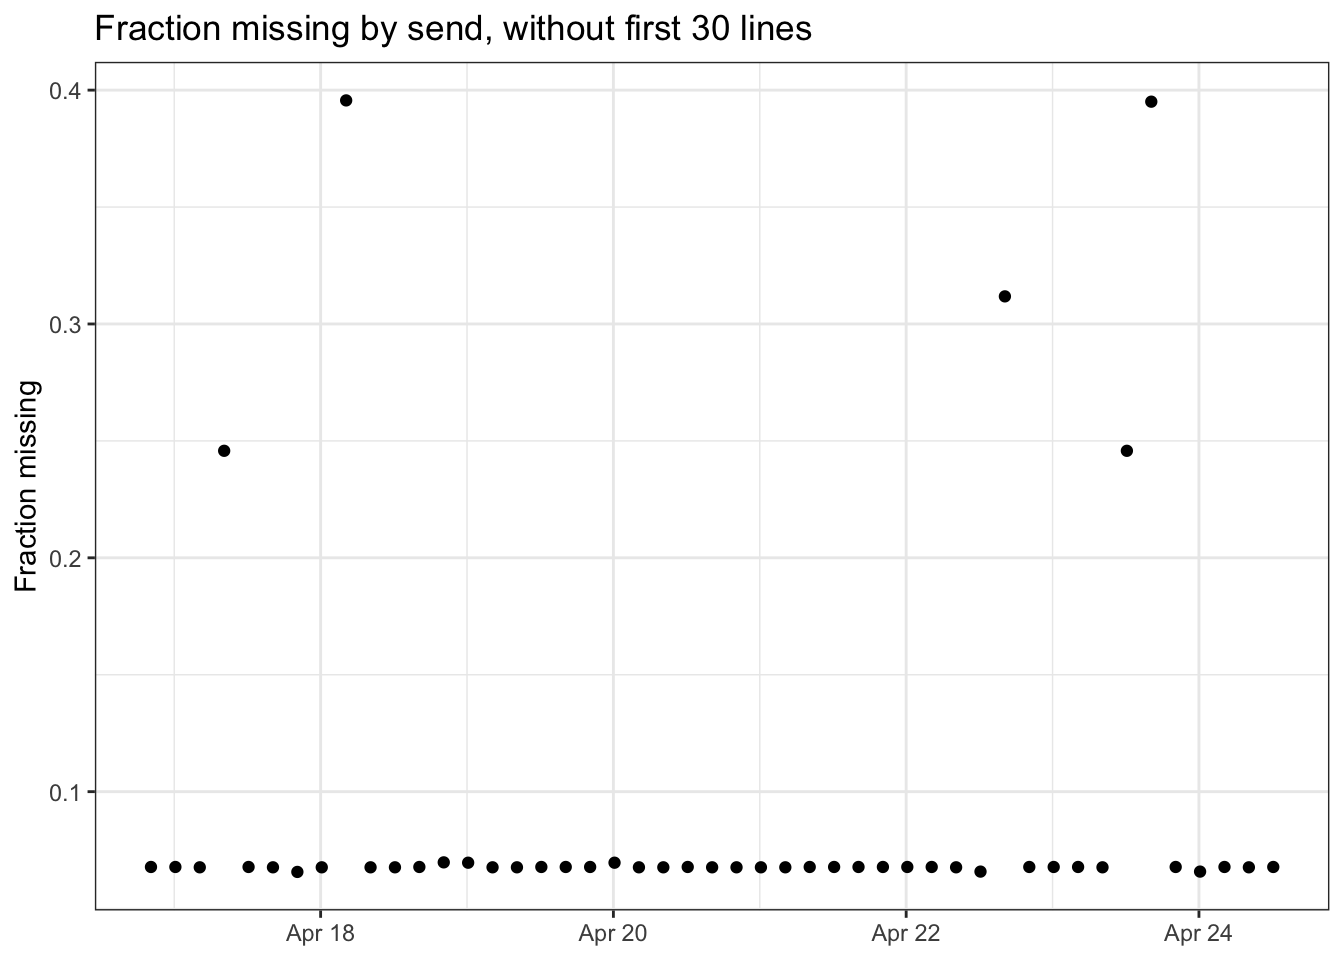 Fraction missing by send, without first 30 lines
0.4
0.3
0.2
0.1
Fraction missing
Apr 18 Apr 20 Apr 22 Apr 24